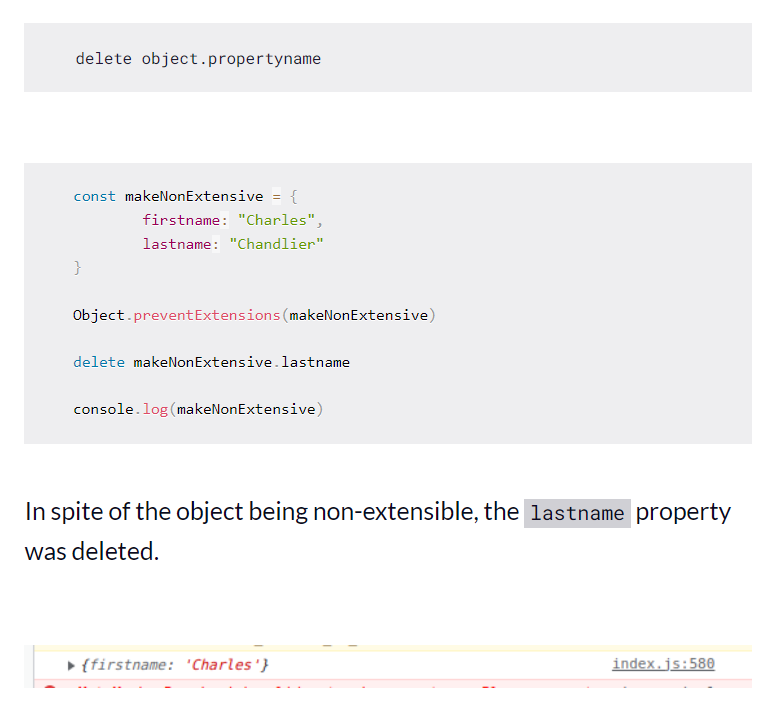 delete object.propertyname
const makeNonExtensive = {
firstname: "Charles",
lastname: "Chandlier"
}
Object.preventExtensions(makeNonExtensive)
delete makeNonExtensive.lastname
console.log(makeNonExtensive)
In spite of the object being non-extensible, the lastname property
was deleted.
▶{firstname: 'Charles'} index.js:580